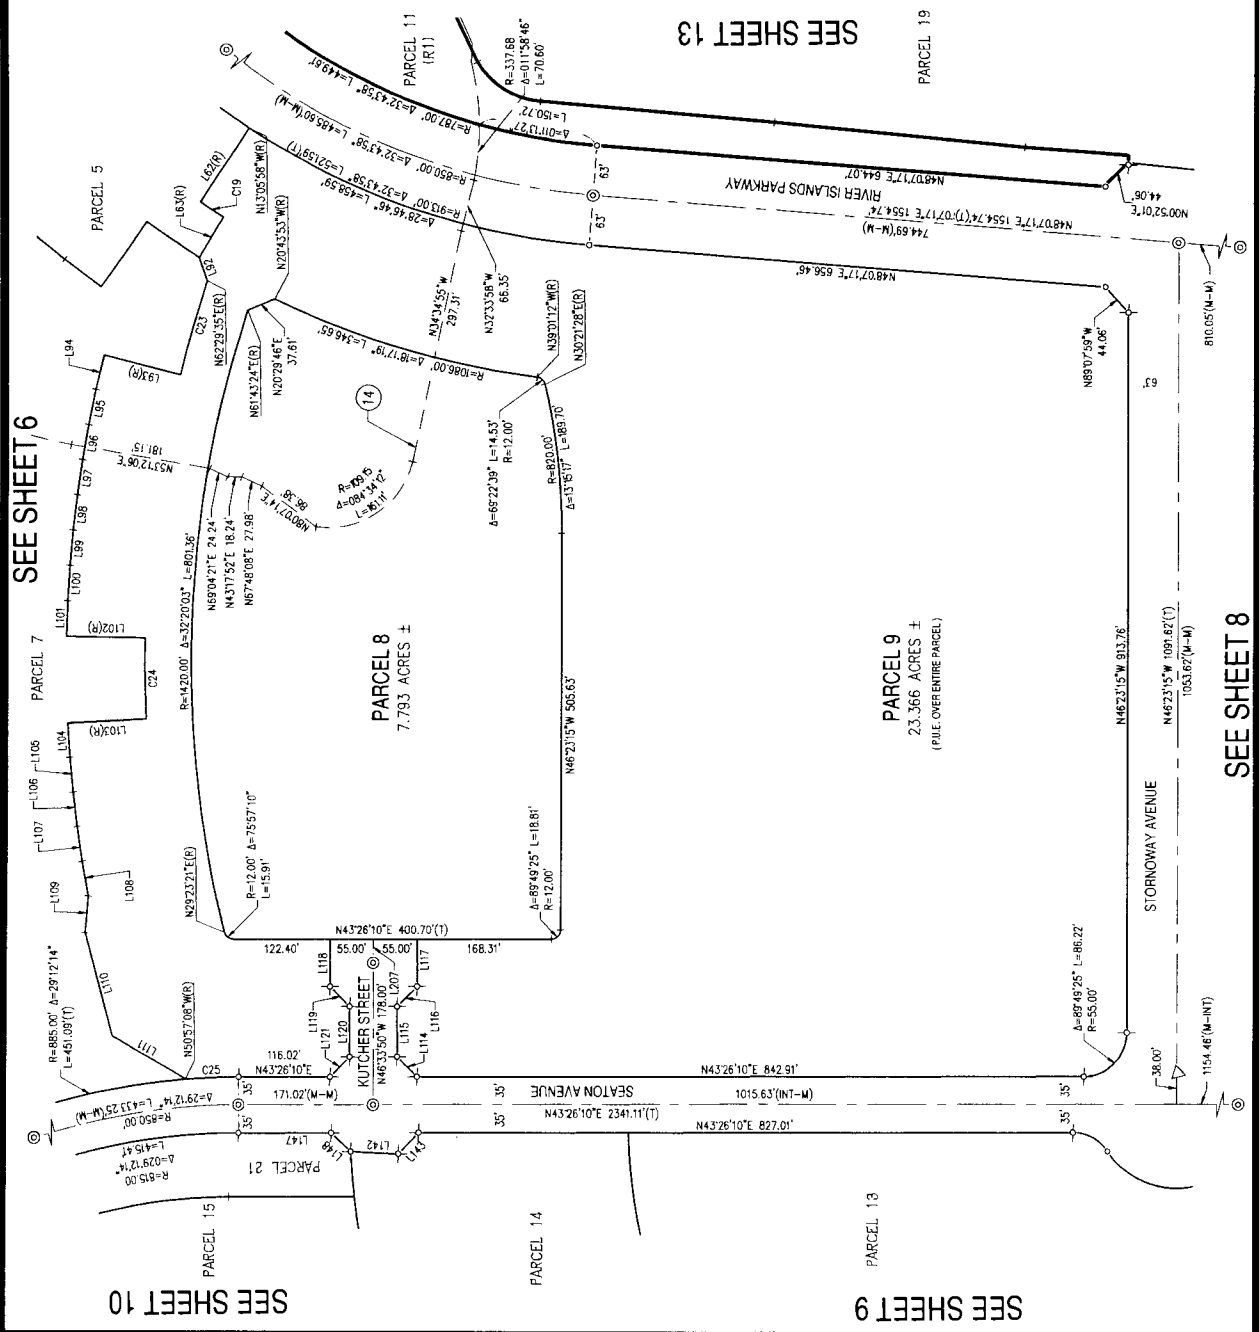 SEE SHEET 13
SEE SHEET 6
SEE SHEET 8
SEE SHEET 9
SEE SHEET 10
PARCEL 5
PARCEL 7
PARCEL 11
(R1)
PARCEL 19
PARCEL 13
PARCEL 14
PARCEL 15
PARCEL 21
PARCEL 8
7.793 ACRES ±
PARCEL 9
23.366 ACRES ±
(P.U.E. OVER ENTIRE PARCEL)
RIVER ISLANDS PARKWAY
STORNOWAY AVENUE
SEATON AVENUE
KUTCHER STREET
14
R=337.68
Δ=011°58'46"
L=70.60'
Δ=32°43'58" L=449.61'
R=787.00'
Δ=32°43'58" L=485.60'(M-M)
R=850.00'
Δ=32°43'58" L=521.59'(T)
R=913.00'
Δ=28°46'46" L=458.59'
L=150.72'
Δ=011°13'27"
63'
63'
N48°07'17"E 644.07'
N48°07'17"E 1554.74'
744.69'(M-M)
N48°07'17"E 656.46'
N00°52'01"E
44.06'
N89°07'59"W
44.06'
810.05'(M-M)
63'
L62(R)
C19
L63(R)
L92
C23
L93(R)
L94
L95
L96
L97
L98
L99
L100
L101
L102(R)
C24
L103(R)
L104
L105
L106
L107
L108
L109
L110
L111
N13°05'58"W(R)
N20°43'53"W(R)
N62°29'35"E(R)
N61°43'24"E(R)
N20°29'46"E
37.61'
N34°34'55"W
297.31'
N32°33'58"W
66.35'
R=1086.00' Δ=18°17'19" L=346.65'
N39°01'12"W(R)
N30°21'28"E(R)
Δ=69°22'39" L=14.53'
R=12.00'
R=820.00'
Δ=13°15'17" L=189.70'
N53°12'06"E
181.15'
N69°04'21"E 24.24'
N43°17'52"E 18.24'
N67°48'08"E 27.98'
N80°07'14"E
86.38'
R=109.15
Δ=084°34'12"
L=161.11'
R=1420.00' Δ=32°20'03" L=801.36'
N46°23'15"W 505.63'
N29°23'21"E(R)
R=12.00' Δ=75°57'10"
L=15.91'
Δ=89°49'25" L=18.81'
R=12.00'
N43°26'10"E 400.70'(T)
122.40'
55.00'
55.00'
168.31'
L118
L119
L120
L121
L117
L207
L116
L115
L114
N46°33'50"W 178.00'
N46°23'15"W 913.76'
N46°23'15"W 1091.62'(T)
1053.62'(M-M)
R=885.00' Δ=29°12'14"
L=451.09'(T)
N50°57'08"W(R)
C25
116.02'
N43°26'10"E
171.02'(M-M)
35'
35'
Δ=29°12'14" L=433.25'(M-M)
R=850.00'
L=415.41'
Δ=029°12'14"
R=815.00
L147
L148
L142
L143
35'
35'
N43°26'10"E 842.91'
1015.63'(INT-M)
N43°26'10"E 2341.11'(T)
N43°26'10"E 827.01'
35'
35'
Δ=89°49'25" L=86.22'
R=55.00'
38.00'
1154.46'(M-INT)